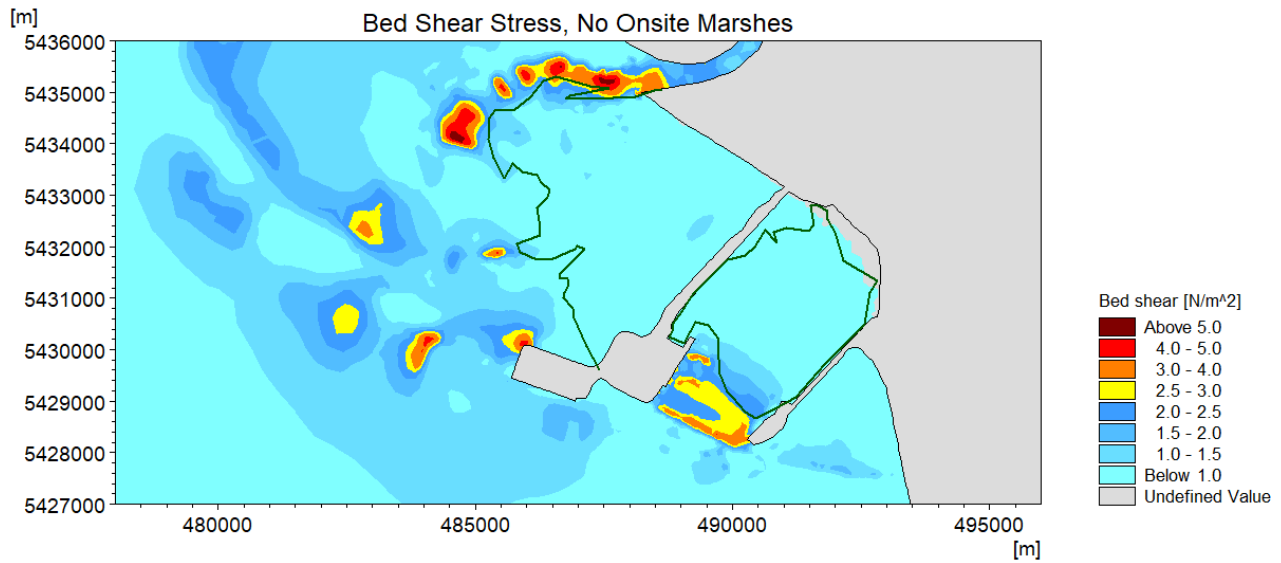 [m]
Bed Shear Stress, No Onsite Marshes
5436000
5435000
5434000
5433000
5432000
5431000
5430000
5429000
5428000
5427000
480000 485000 490000 495000
[m]
Bed shear [N/m^2]
Above 5.0
4.0 - 5.0
3.0 - 4.0
2.5 - 3.0
2.0 - 2.5
1.5 - 2.0
1.0 - 1.5
Below 1.0
Undefined Value